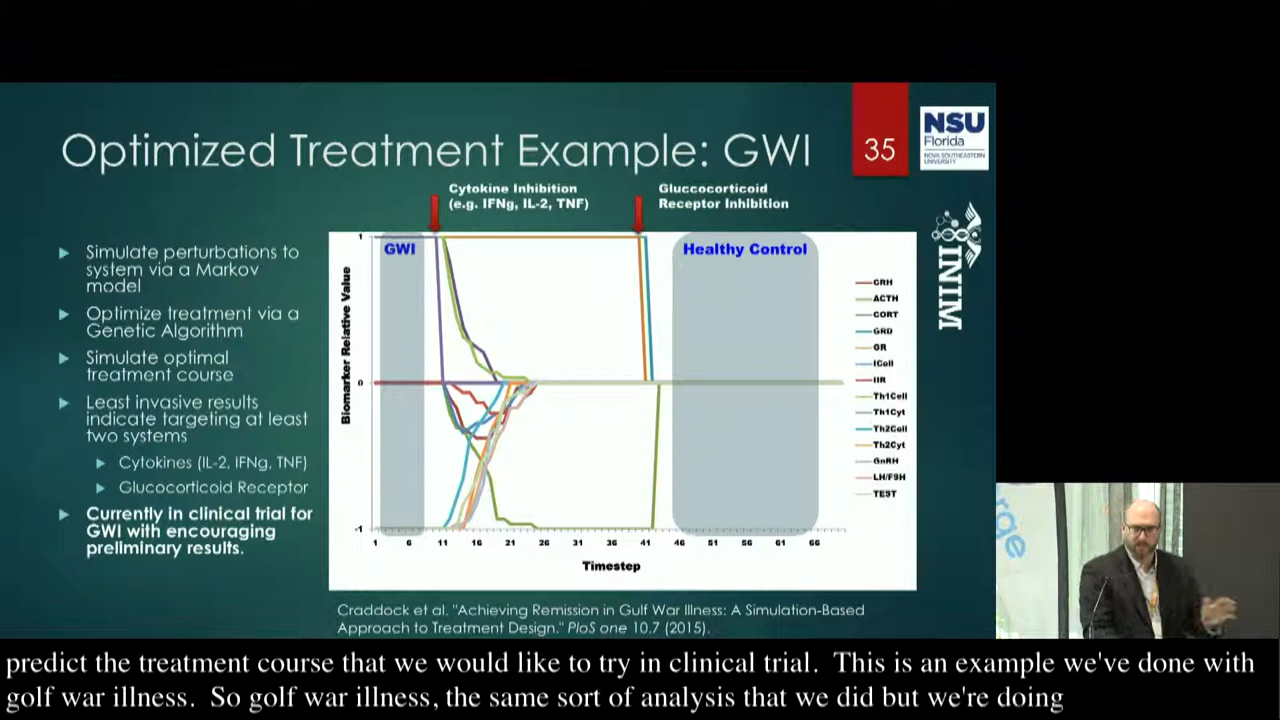 Optimized Treatment Example: GWI
35
NSU
Florida
NOVA SOUTHEASTERN
UNIVERSITY
INIM
Simulate perturbations to
system via a Markov
model
Optimize treatment via a
Genetic Algorithm
Simulate optimal
treatment course
Least invasive results
indicate targeting at least
two systems
Cytokines (IL-2, IFNg, TNF)
Glucocorticoid Receptor
Currently in clinical trial for
GWI with encouraging
preliminary results.
Cytokine Inhibition
(e.g. IFNg, IL-2, TNF)
Gluccocorticoid
Receptor Inhibition
GWI
Healthy Control
Biomarker Relative Value
1
0
-1
1 6 11 16 21 26 31 36 41 46 51 56 61 66
Timestep
GRH
ACTH
CORT
GRD
GR
ICell
IIR
Th1Cell
Th1Cyt
Th2Cell
Th2Cyt
GnRH
LH/FSH
TEST
Craddock et al. "Achieving Remission in Gulf War Illness: A Simulation-Based
Approach to Treatment Design." PloS one 10.7 (2015).
predict the treatment course that we would like to try in clinical trial.  This is an example we've done with
golf war illness.  So golf war illness, the same sort of analysis that we did but we're doing